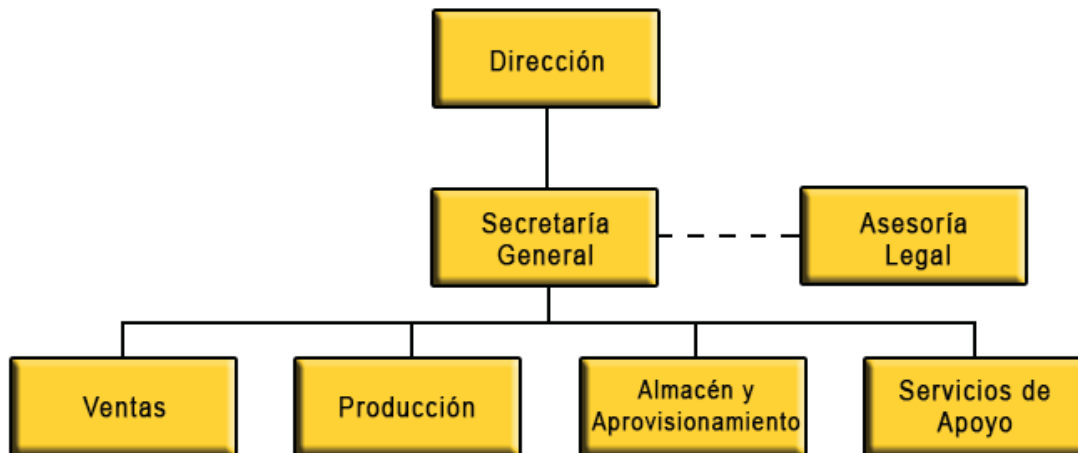 Dirección
Secretaría
General
Asesoría
Legal
Ventas
Producción
Almacén y
Aprovisionamiento
Servicios de
Apoyo